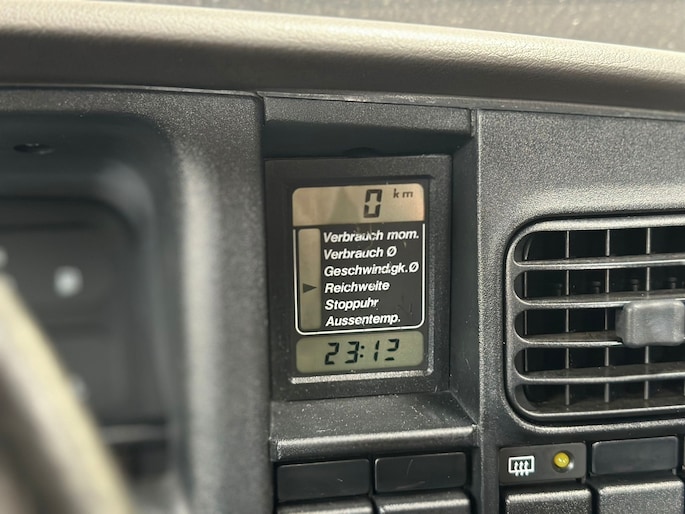 0 km
Verbrauch mom.
Verbrauch Ø
Geschwind.gk.Ø
Reichweite
Stoppuhr
Aussentemp.
23:12